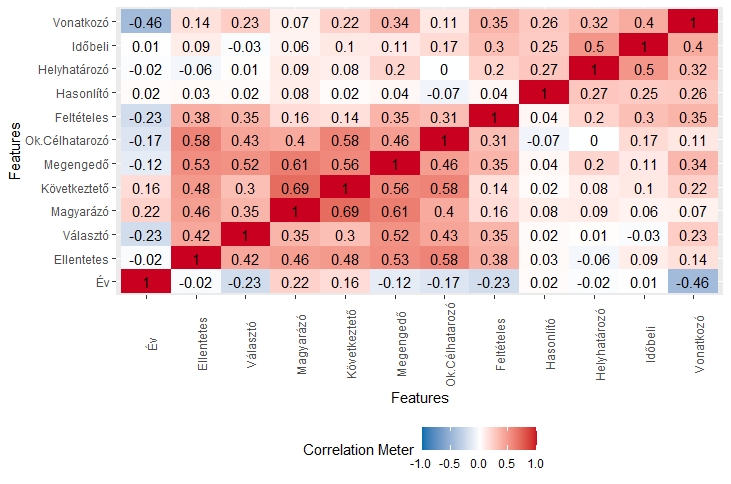 Vonatkozó -0.46 0.14 0.23 0.07 0.22 0.34 0.11 0.35 0.26 0.32 0.4 1
Időbeli 0.01 0.09 -0.03 0.06 0.1 0.11 0.17 0.3 0.25 0.5 1 0.4
Helyhatározó -0.02 -0.06 0.01 0.09 0.08 0.2 0 0.2 0.27 1 0.5 0.32
Hasonlító 0.02 0.03 0.02 0.08 0.02 0.04 -0.07 0.04 1 0.27 0.25 0.26
Feltételes -0.23 0.38 0.35 0.16 0.14 0.35 0.31 1 0.04 0.2 0.3 0.35
Ok.Célhatarozó -0.17 0.58 0.43 0.4 0.58 0.46 1 0.31 -0.07 0 0.17 0.11
Megengedő -0.12 0.53 0.52 0.61 0.56 1 0.46 0.35 0.04 0.2 0.11 0.34
Következtető 0.16 0.48 0.3 0.69 1 0.56 0.58 0.14 0.02 0.08 0.1 0.22
Magyarázó 0.22 0.46 0.35 1 0.69 0.61 0.4 0.16 0.08 0.09 0.06 0.07
Választó -0.23 0.42 1 0.35 0.3 0.52 0.43 0.35 0.02 0.01 -0.03 0.23
Ellentetes -0.02 1 0.42 0.46 0.48 0.53 0.58 0.38 0.03 -0.06 0.09 0.14
Év 1 -0.02 -0.23 0.22 0.16 -0.12 -0.17 -0.23 0.02 -0.02 0.01 -0.46
Features
Év
Ellentetes
Választó
Magyarázó
Következtető
Megengedő
Ok.Célhatarozó
Feltételes
Hasonlító
Helyhatározó
Időbeli
Vonatkozó
Features
Correlation Meter
-1.0 -0.5 0.0 0.5 1.0